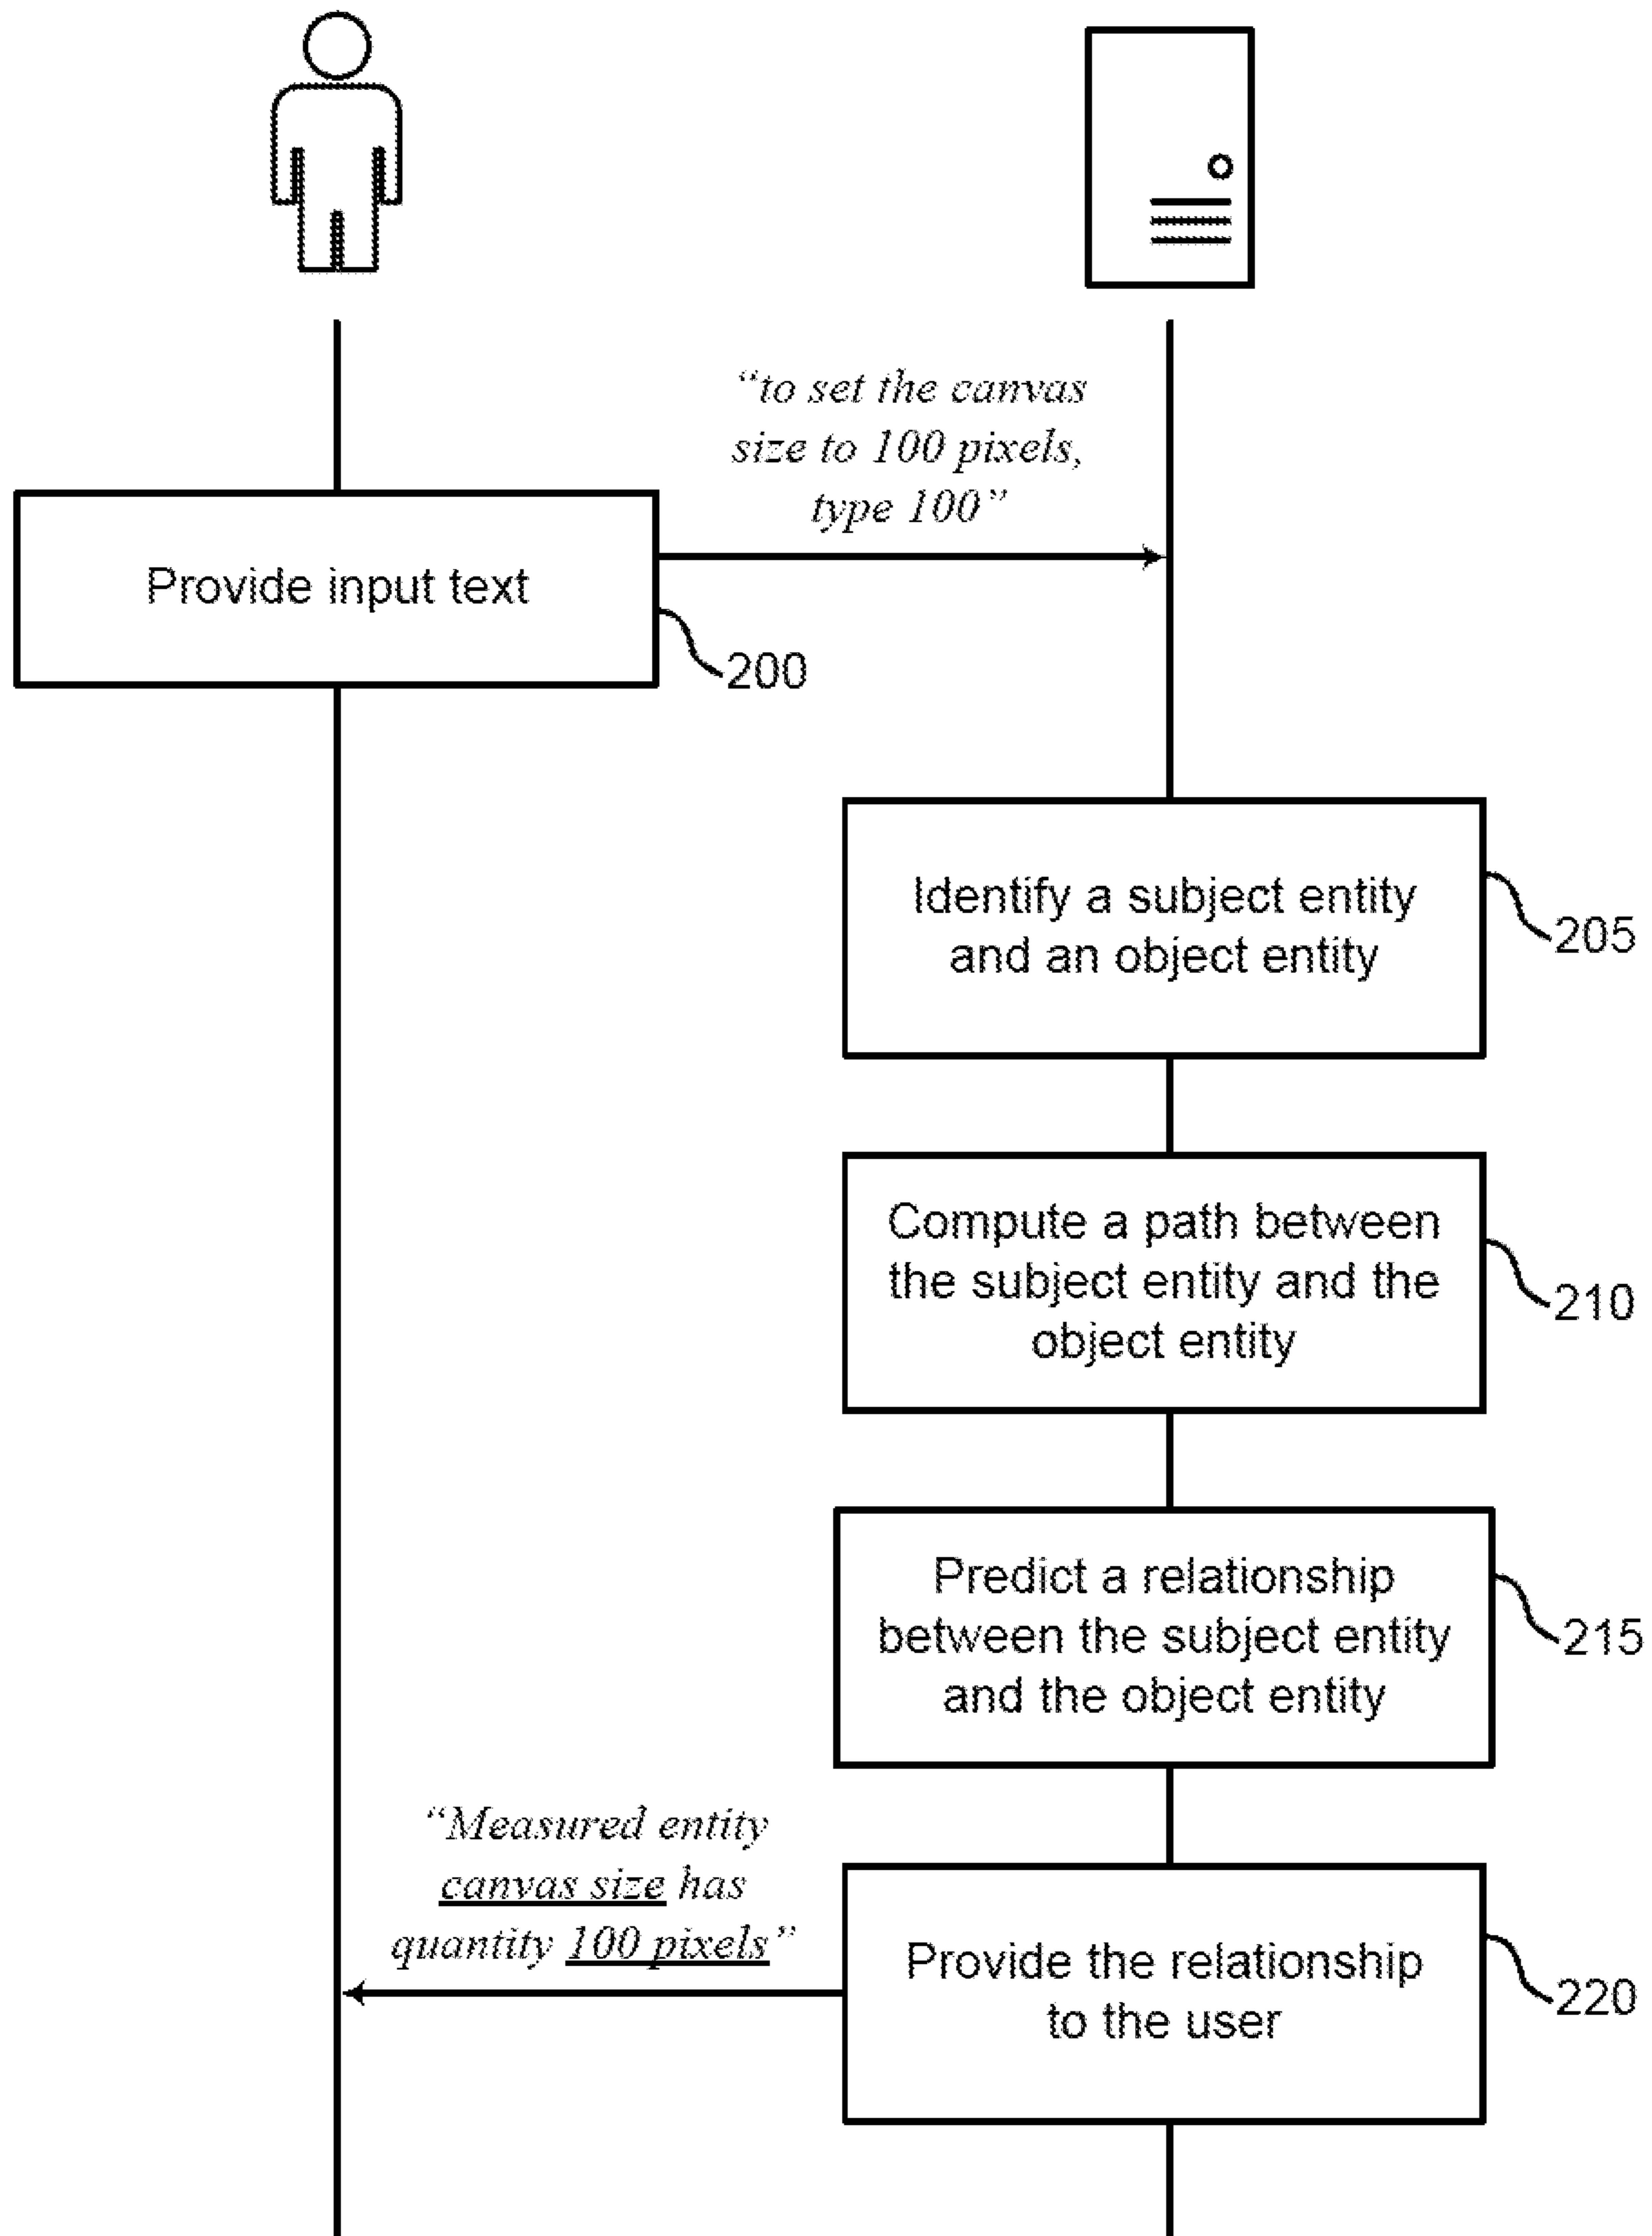 “to set the canvas
size to 100 pixels,
type 100”
Provide input text
200
Identify a subject entity
and an object entity
205
Compute a path between
the subject entity and the
object entity
210
Predict a relationship
between the subject entity
and the object entity
215
“Measured entity
canvas size has
quantity 100 pixels”
Provide the relationship
to the user
220